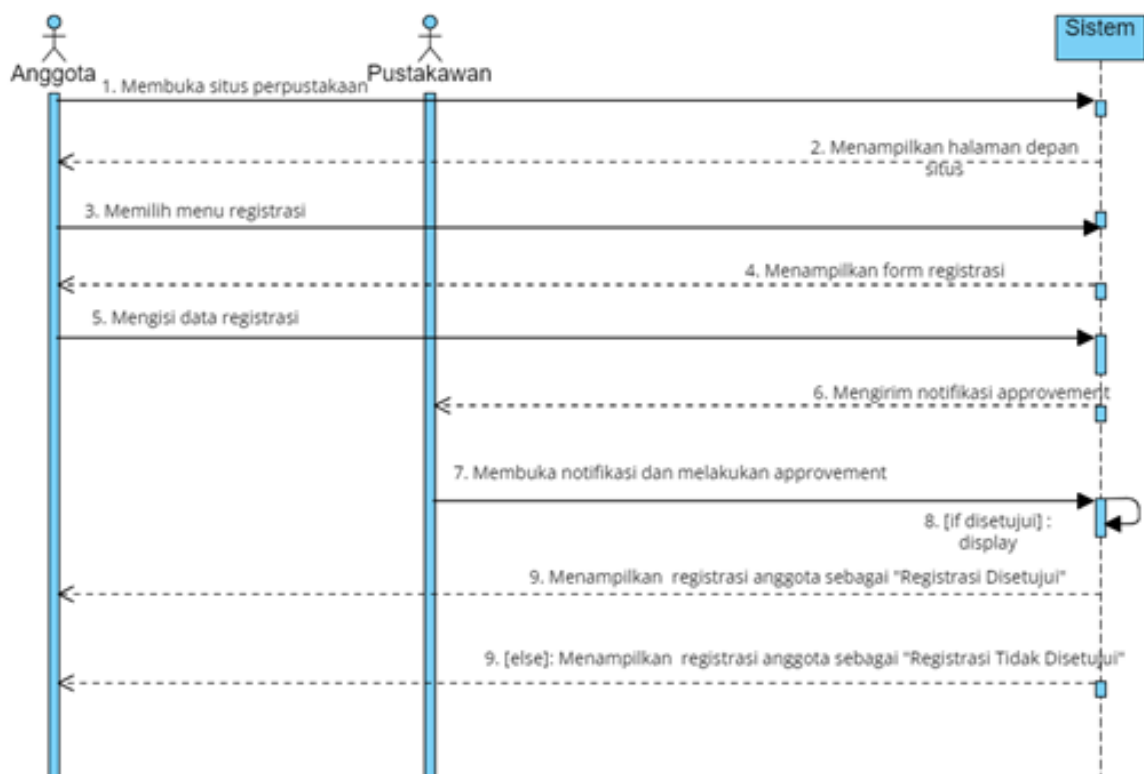 Anggota
Pustakawan
Sistem
1. Membuka situs perpustakaan
2. Menampilkan halaman depan
situs
3. Memilih menu registrasi
4. Menampilkan form registrasi
5. Mengisi data registrasi
6. Mengirim notifikasi approvement
7. Membuka notifikasi dan melakukan approvement
8. [if disetujui] :
display
9. Menampilkan registrasi anggota sebagai "Registrasi Disetujui"
9. [else]: Menampilkan registrasi anggota sebagai "Registrasi Tidak Disetujui"